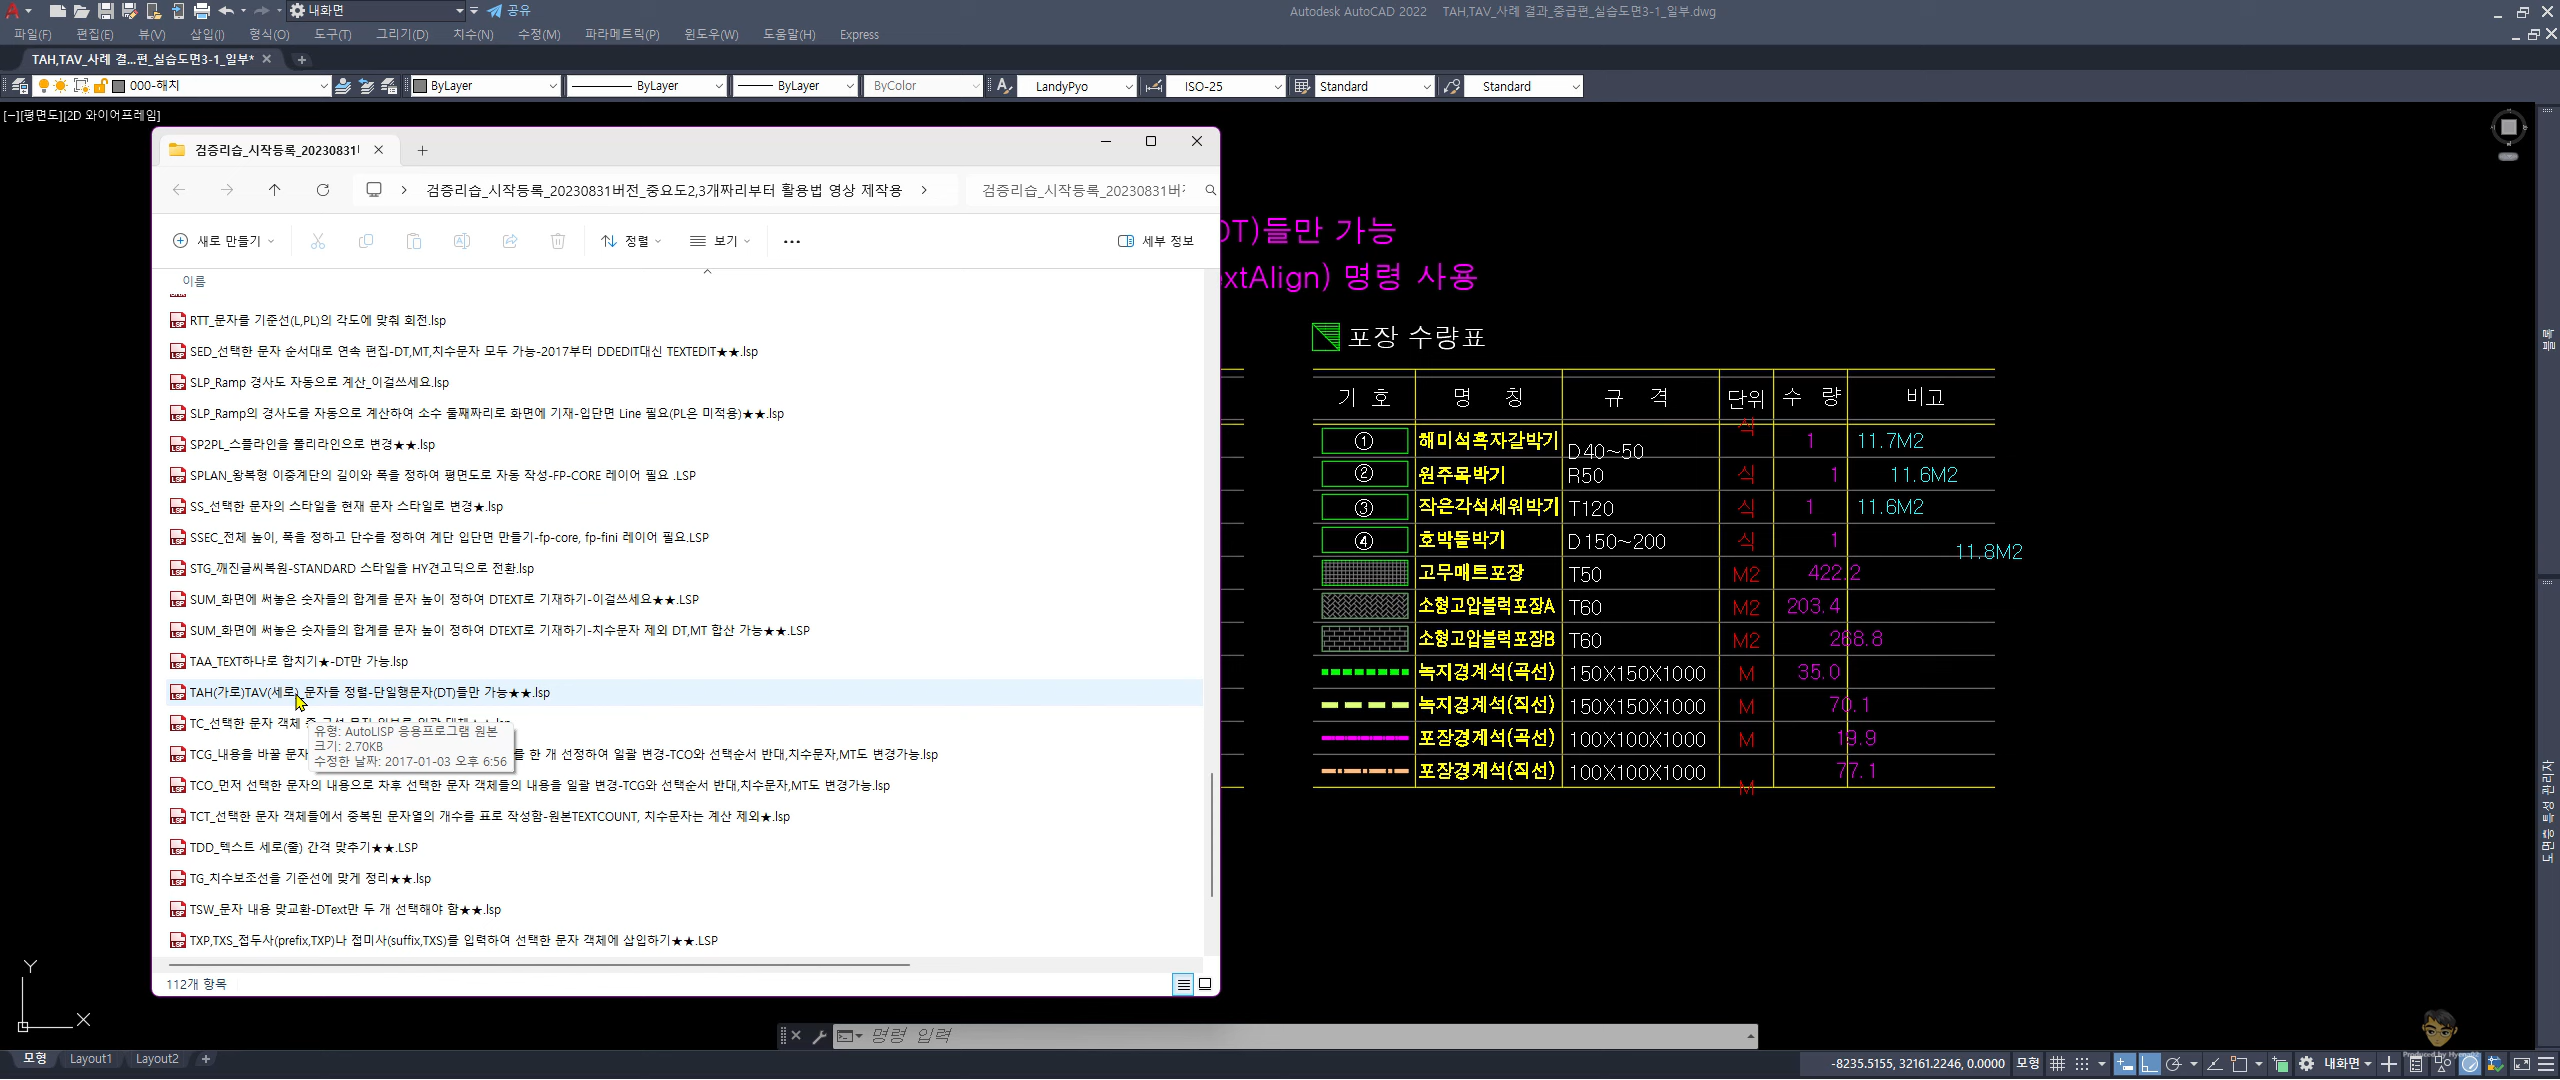 내화면
공유
Autodesk AutoCAD 2022 TAH,TAV_사례 결과_중급편_실습도면3-1_일부.dwg
파일(F) 편집(E) 뷰(V) 삽입(I) 형식(O) 도구(T) 그리기(D) 치수(N) 수정(M) 파라메트릭(P) 윈도우(W) 도움말(H) Express
TAH,TAV_사례 결...편_실습도면3-1_일부*
000-해치 ByLayer ByLayer ByLayer ByColor LandyPyo ISO-25 Standard Standard
[−][평면도][2D 와이어프레임]
검증리습_시작등록_20230831
검증리습_시작등록_20230831버전_중요도2,3개짜리부터 활용법 영상 제작용
검증리습_시작등록_20230831버
새로 만들기 정렬 보기 세부 정보
이름
RTT_문자를 기준선(L,PL)의 각도에 맞춰 회전.lsp
SED_선택한 문자 순서대로 연속 편집-DT,MT,치수문자 모두 가능-2017부터 DDEDIT대신 TEXTEDIT★★.lsp
SLP_Ramp 경사도 자동으로 계산_이걸쓰세요.lsp
SLP_Ramp의 경사도를 자동으로 계산하여 소수 둘째짜리로 화면에 기재-입단면 Line 필요(PL은 미적용)★★.lsp
SP2PL_스플라인을 폴리라인으로 변경★★.lsp
SPLAN_왕복형 이중계단의 길이와 폭을 정하여 평면도로 자동 작성-FP-CORE 레이어 필요 .LSP
SS_선택한 문자의 스타일을 현재 문자 스타일로 변경★.lsp
SSEC_전체 높이, 폭을 정하고 단수를 정하여 계단 입단면 만들기-fp-core, fp-fini 레이어 필요.LSP
STG_깨진글씨복원-STANDARD 스타일을 HY견고딕으로 전환.lsp
SUM_화면에 써놓은 숫자들의 합계를 문자 높이 정하여 DTEXT로 기재하기-이걸쓰세요★★.LSP
SUM_화면에 써놓은 숫자들의 합계를 문자 높이 정하여 DTEXT로 기재하기-치수문자 제외 DT,MT 합산 가능★★.LSP
TAA_TEXT하나로 합치기★-DT만 가능.lsp
TAH(가로)TAV(세로)_문자들 정렬-단일행문자(DT)들만 가능★★.lsp
TC_선택한 문자 객체
유형: AutoLISP 응용프로그램 원본
크기: 2.70KB
수정한 날짜: 2017-01-03 오후 6:56
TCG_내용을 바꿀 문자 를 한 개 선정하여 일괄 변경-TCO와 선택순서 반대,치수문자,MT도 변경가능.lsp
TCO_먼저 선택한 문자의 내용으로 차후 선택한 문자 객체들의 내용을 일괄 변경-TCG와 선택순서 반대,치수문자,MT도 변경가능.lsp
TCT_선택한 문자 객체들에서 중복된 문자열의 개수를 표로 작성함-원본TEXTCOUNT, 치수문자는 계산 제외★.lsp
TDD_텍스트 세로(줄) 간격 맞추기★★.LSP
TG_치수보조선을 기준선에 맞게 정리★★.lsp
TSW_문자 내용 맞교환-DText만 두 개 선택해야 함★★.lsp
TXP,TXS_접두사(prefix,TXP)나 접미사(suffix,TXS)를 입력하여 선택한 문자 객체에 삽입하기★★.LSP
112개 항목
DT)들만 가능
extAlign) 명령 사용
포장 수량표
기 호 명 칭 규 격 단위 수 량 비고
① 해미석흑자갈박기 D40~50 식 1 11.7M2
② 원주목박기 R50 식 1 11.6M2
③ 작은각석세워박기 T120 식 1 11.6M2
④ 호박돌박기 D150~200 식 1 11.8M2
고무매트포장 T50 M2 422.2
소형고압블럭포장A T60 M2 203.4
소형고압블럭포장B T60 M2 268.8
녹지경계석(곡선) 150X150X1000 M 35.0
녹지경계석(직선) 150X150X1000 M 70.1
포장경계석(곡선) 100X100X1000 M 19.9
포장경계석(직선) 100X100X1000 M 77.1
블록
도면층 특성 관리자
Y
X
명령 입력
모형 Layout1 Layout2
-8235.5155, 32161.2246, 0.0000 모형 내화면